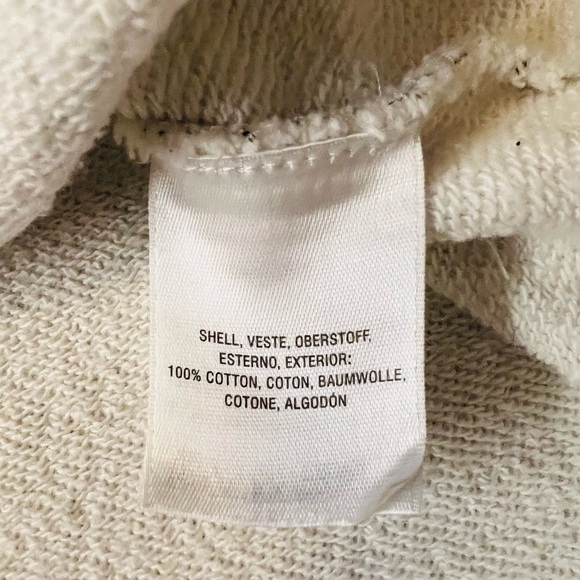 SHELL, VESTE, OBERSTOFF,
ESTERNO, EXTERIOR:
100% COTTON, COTON, BAUMWOLLE,
COTONE, ALGODÓN